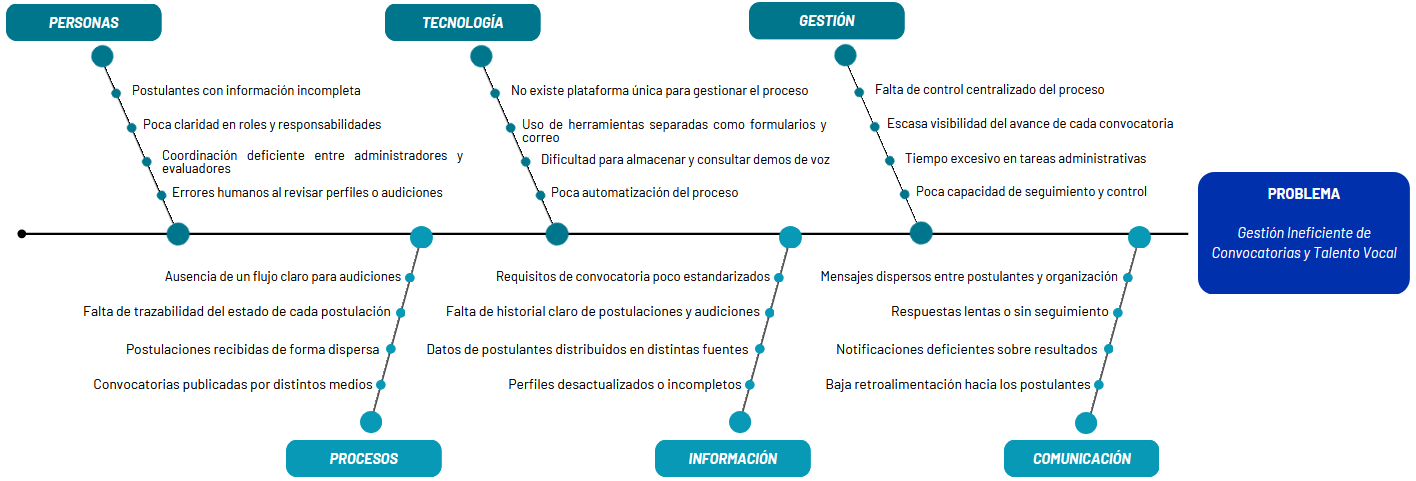 PERSONAS
Postulantes con información incompleta
Poca claridad en roles y responsabilidades
Coordinación deficiente entre administradores y
evaluadores
Errores humanos al revisar perfiles o audiciones
TECNOLOGÍA
No existe plataforma única para gestionar el proceso
Uso de herramientas separadas como formularios y
correo
Dificultad para almacenar y consultar demos de voz
Poca automatización del proceso
GESTIÓN
Falta de control centralizado del proceso
Escasa visibilidad del avance de cada convocatoria
Tiempo excesivo en tareas administrativas
Poca capacidad de seguimiento y control
PROBLEMA
Gestión Ineficiente de
Convocatorias y Talento Vocal
Ausencia de un flujo claro para audiciones
Falta de trazabilidad del estado de cada postulación
Postulaciones recibidas de forma dispersa
Convocatorias publicadas por distintos medios
PROCESOS
Requisitos de convocatoria poco estandarizados
Falta de historial claro de postulaciones y audiciones
Datos de postulantes distribuidos en distintas fuentes
Perfiles desactualizados o incompletos
INFORMACIÓN
Mensajes dispersos entre postulantes y organización
Respuestas lentas o sin seguimiento
Notificaciones deficientes sobre resultados
Baja retroalimentación hacia los postulantes
COMUNICACIÓN